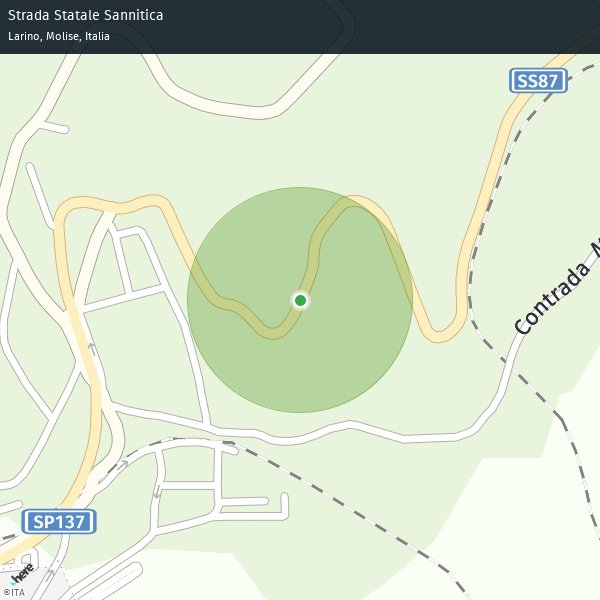 Strada Statale Sannitica
Larino, Molise, Italia
SS87
Contrada
SP137
here
©ITA